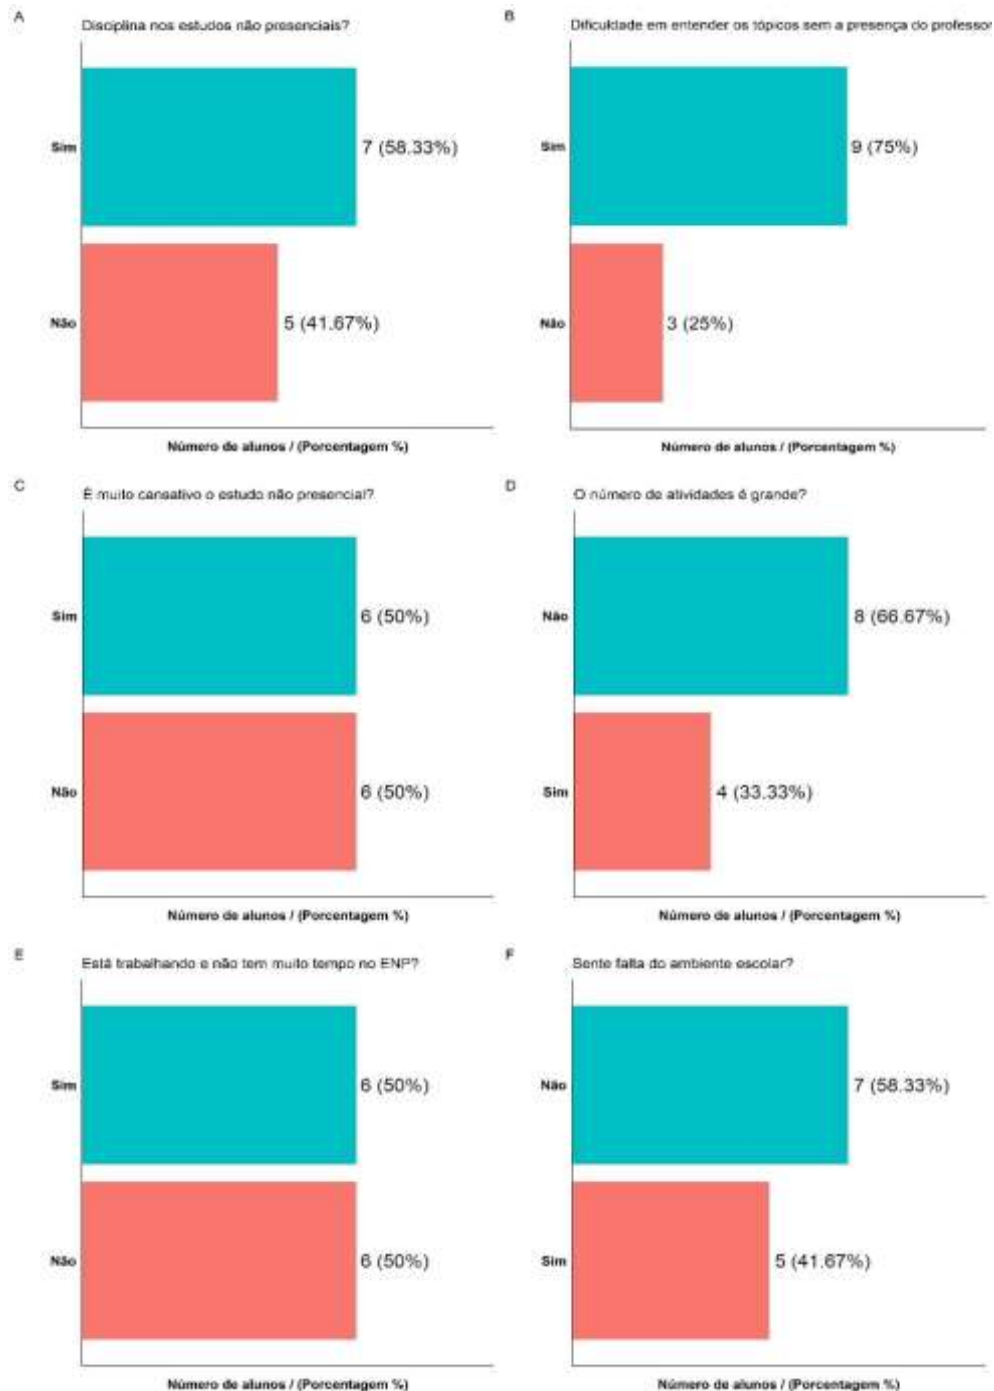 A
Disciplina nos estudos não presenciais?
Sim
7 (58.33%)
Não
5 (41.67%)
Número de alunos / (Porcentagem %)
B
Dificuldade em entender os tópicos sem a presença do professor
Sim
9 (75%)
Não
3 (25%)
Número de alunos / (Porcentagem %)
C
É muito cansativo o estudo não presencial?
Sim
6 (50%)
Não
6 (50%)
Número de alunos / (Porcentagem %)
D
O número de atividades é grande?
Não
8 (66.67%)
Sim
4 (33.33%)
Número de alunos / (Porcentagem %)
E
Está trabalhando e não tem muito tempo no ENP?
Sim
6 (50%)
Não
6 (50%)
Número de alunos / (Porcentagem %)
F
Sente falta do ambiente escolar?
Não
7 (58.33%)
Sim
5 (41.67%)
Número de alunos / (Porcentagem %)